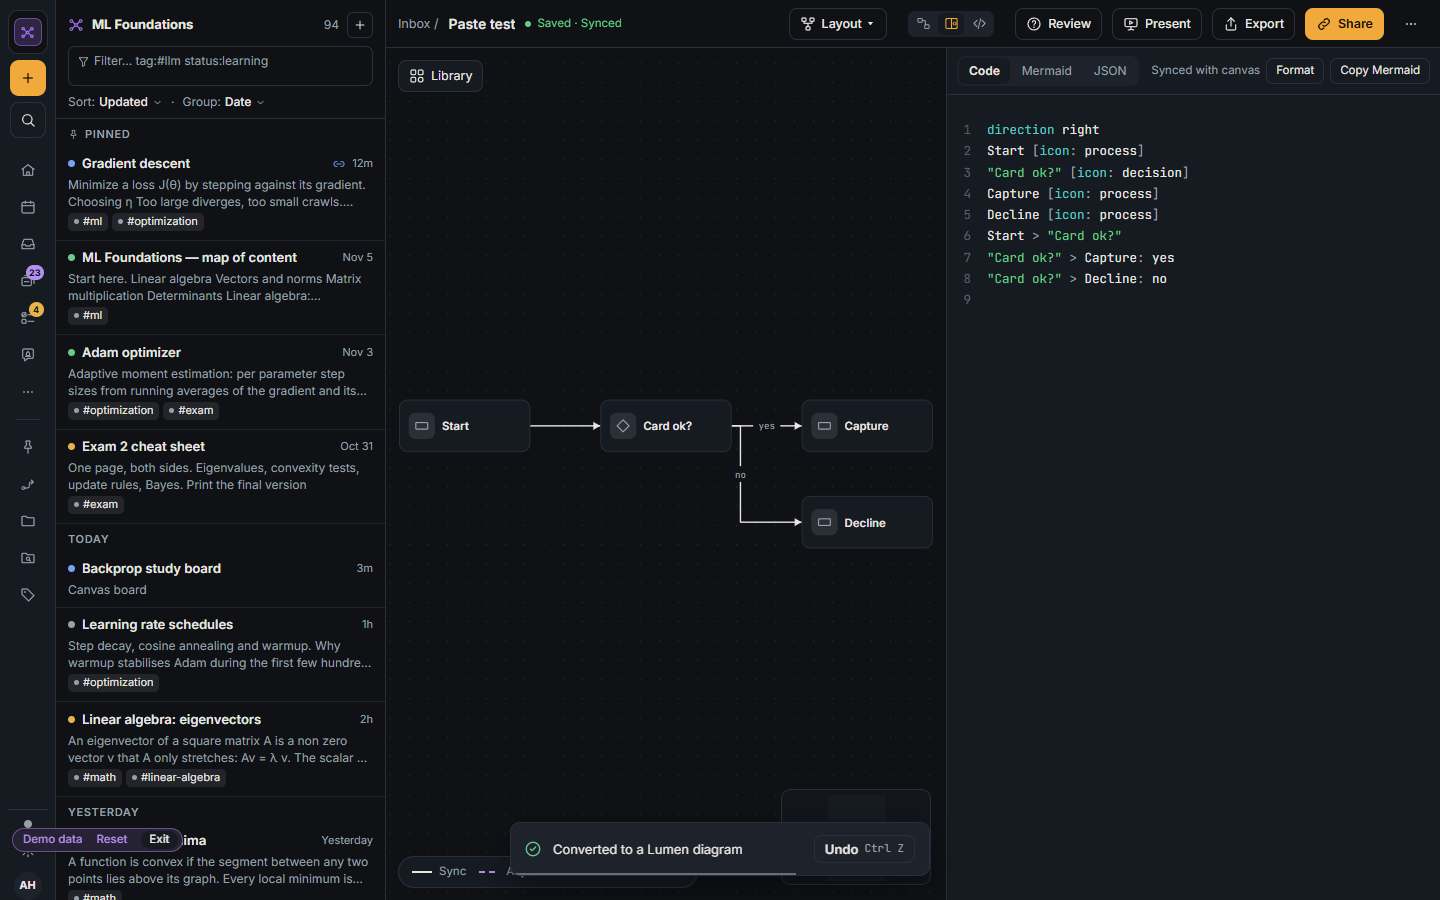 ML Foundations 94
Filter... tag:#llm status:learning
Sort: Updated · Group: Date
PINNED
Gradient descent 12m
Minimize a loss J(θ) by stepping against its gradient.
Choosing η Too large diverges, too small crawls....
#ml #optimization
ML Foundations — map of content Nov 5
Start here. Linear algebra Vectors and norms Matrix
multiplication Determinants Linear algebra:...
#ml
Adam optimizer Nov 3
Adaptive moment estimation: per parameter step
sizes from running averages of the gradient and its...
#optimization #exam
Exam 2 cheat sheet Oct 31
One page, both sides. Eigenvalues, convexity tests,
update rules, Bayes. Print the final version
#exam
TODAY
Backprop study board 3m
Canvas board
Learning rate schedules 1h
Step decay, cosine annealing and warmup. Why
warmup stabilises Adam during the first few hundre...
#optimization
Linear algebra: eigenvectors 2h
An eigenvector of a square matrix A is a non zero
vector v that A only stretches: Av = λ v. The scalar ...
#math #linear-algebra
YESTERDAY
ima Yesterday
A function is convex if the segment between any two
points lies above its graph. Every local minimum is...
#math
23
4
Demo data Reset Exit
AH
Inbox / Paste test Saved · Synced
Layout
Review
Present
Export
Share
Library
Start
Card ok?
yes
Capture
no
Decline
Sync
Converted to a Lumen diagram
Undo Ctrl Z
Code Mermaid JSON Synced with canvas Format Copy Mermaid
1 direction right
2 Start [icon: process]
3 "Card ok?" [icon: decision]
4 Capture [icon: process]
5 Decline [icon: process]
6 Start > "Card ok?"
7 "Card ok?" > Capture: yes
8 "Card ok?" > Decline: no
9